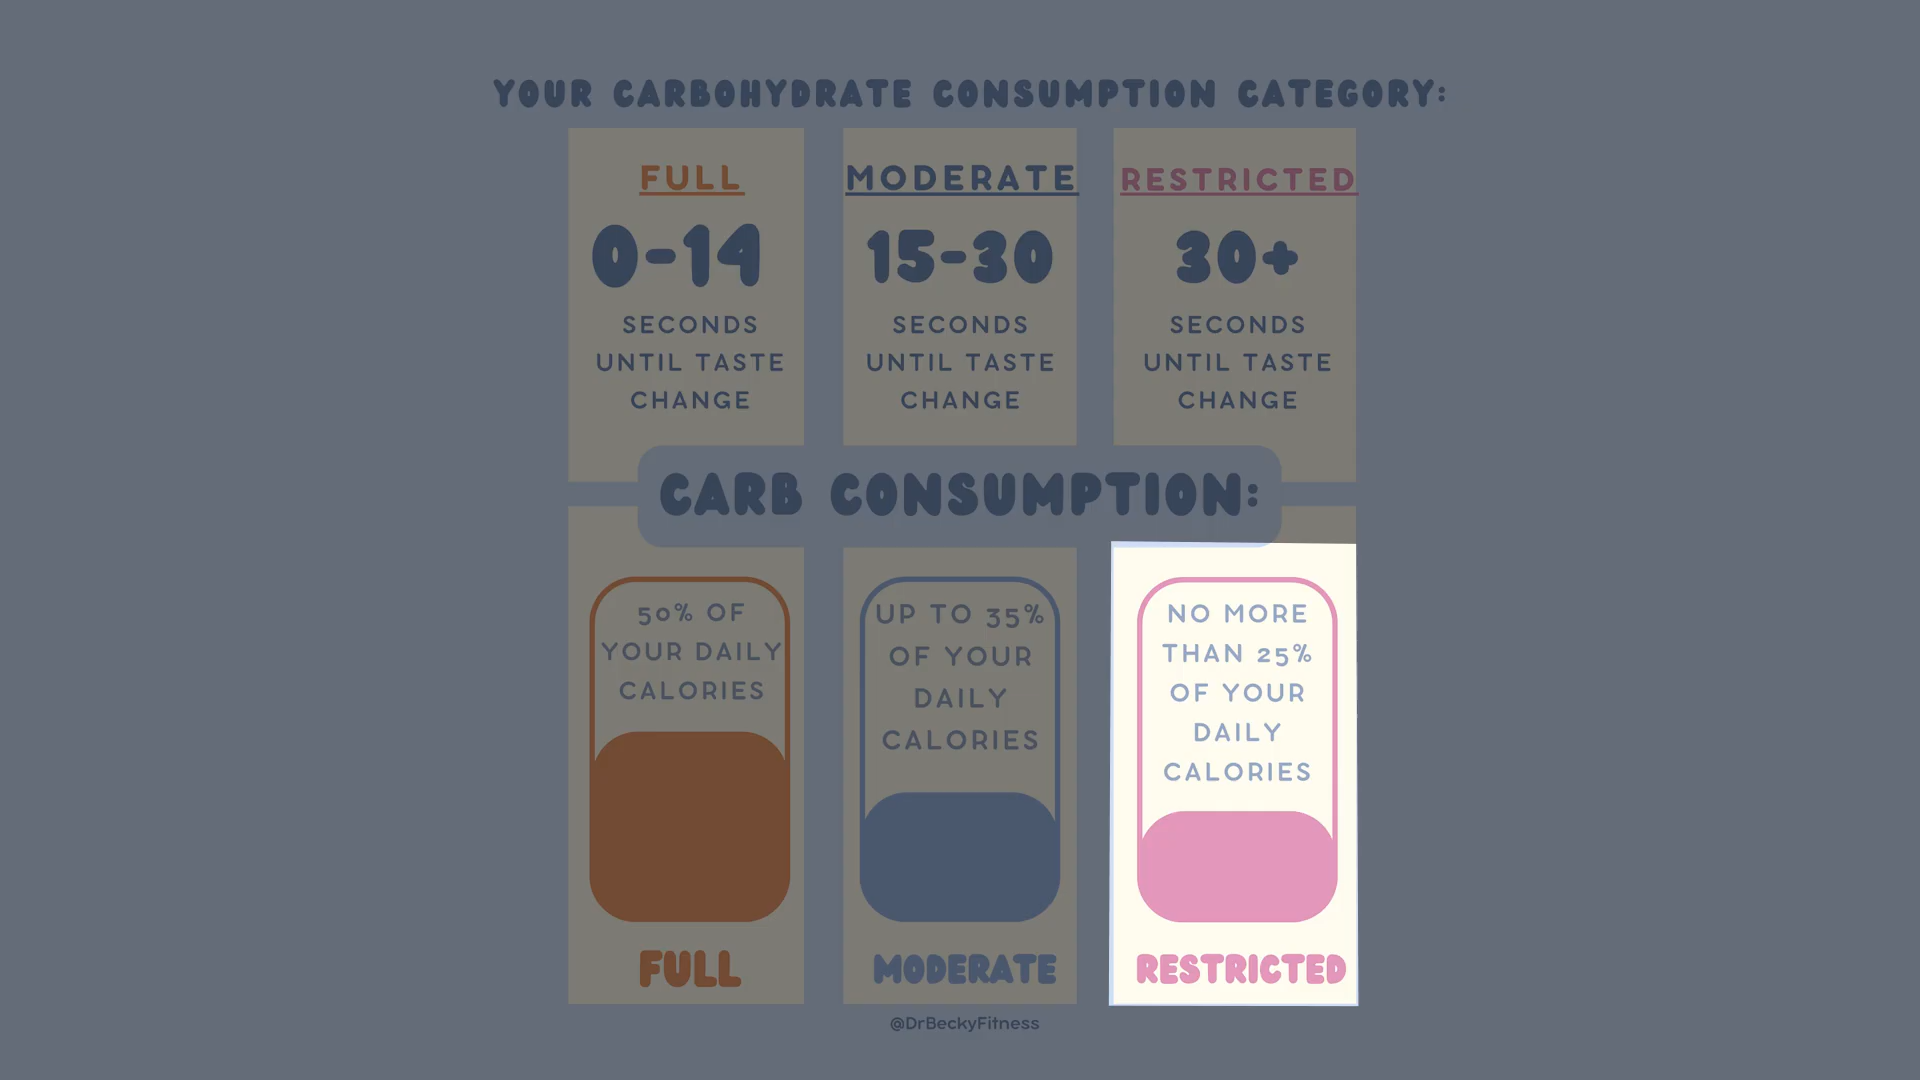 YOUR CARBOHYDRATE CONSUMPTION CATEGORY:
FULL
0-14
SECONDS
UNTIL TASTE
CHANGE
MODERATE
15-30
SECONDS
UNTIL TASTE
CHANGE
RESTRICTED
30+
SECONDS
UNTIL TASTE
CHANGE
CARB CONSUMPTION:
50% OF
YOUR DAILY
CALORIES
FULL
UP TO 35%
OF YOUR
DAILY
CALORIES
MODERATE
NO MORE
THAN 25%
OF YOUR
DAILY
CALORIES
RESTRICTED
@DrBeckyFitness